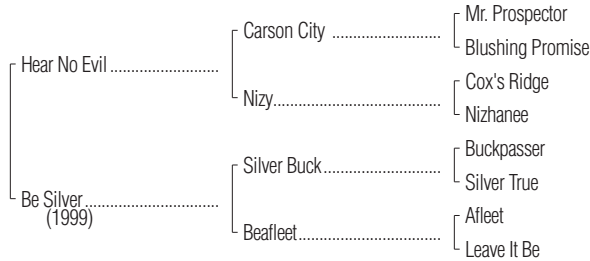 Mr. Prospector
Carson City
Blushing Promise
Hear No Evil
Cox's Ridge
Nizy
Nizhanee
Buckpasser
Silver Buck
Silver True
Be Silver
(1999)
Afleet
Beafleet
Leave It Be